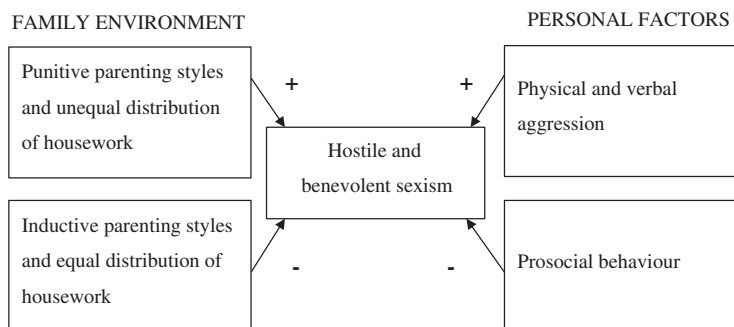 FAMILY ENVIRONMENT
PERSONAL FACTORS
Punitive parenting styles
and unequal distribution
of housework
+
+
Physical and verbal
aggression
Hostile and
benevolent sexism
Inductive parenting styles
and equal distribution of
housework
-
-
Prosocial behaviour